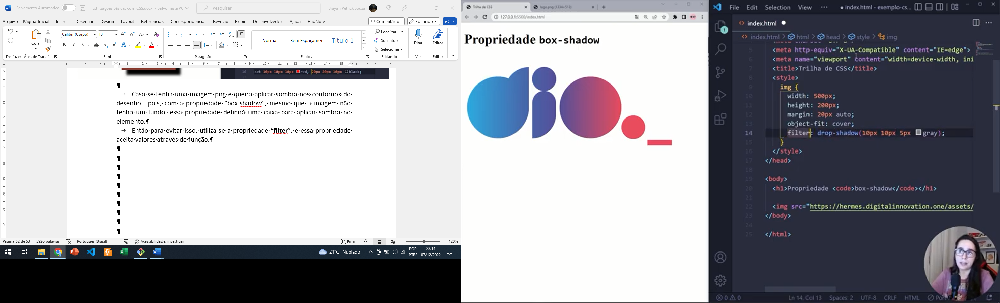 Salvamento Automático
Estilizações básicas com CSS.docx • Salvo neste PC
Pesquisar
Brayan Petrick Souza
Arquivo Página Inicial Inserir Desenhar Design Layout Referências Correspondências Revisão Exibir Desenvolvedor Ajuda EndNote
Comentários Editando
Colar
Calibri (Corpo) 13
Normal Sem Espaçamento Título 1
Localizar
Substituir
Selecionar
Ditar
Editor
Desfazer Área de Transf... Fonte Parágrafo Estilos Editando Voz Editor
16 10px 10px 10px red, 20px 20px 10px black;
¶
→ Caso se tenha uma imagem png e queira aplicar sombra nos contornos do
desenho...,pois, com a propriedade “box-shadow”, mesmo que a imagem não
tenha um fundo, essa propriedade definirá uma caixa para aplicar sombra no
elemento.¶
→ Então para evitar isso, utiliza-se a propriedade “filter”, e essa propriedade
aceita valores através de função.¶
¶
¶
¶
¶
¶
¶
¶
¶
¶
¶
Página 52 de 53 5926 palavras Português (Brasil) Acessibilidade: investigar Foco 120%
21°C Nublado
POR
PTB2
23:14
07/12/2022
Trilha de CSS
logo.png (1334×513)
127.0.0.1:5500/index.html
Propriedade box-shadow
dio.
File Edit Selection View ··· ● index.html - exemplo-cs...
index.html
index.html > html > head > style > img
5 <meta http-equiv="X-UA-Compatible" content="IE=edge">
6 <meta name="viewport" content="width=device-width, ini
7 <title>Trilha de CSS</title>
8 <style>
9 img {
10 width: 500px;
11 height: 200px;
12 margin: 20px auto;
13 object-fit: cover;
14 filter: drop-shadow(10px 10px 5px gray);
15 }
16 </style>
17 </head>
18
19 <body>
20 <h1>Propriedade <code>box-shadow</code></h1>
21
22 <img src="https://hermes.digitalinnovation.one/assets/
23 </body>
24
25 </html>
0 0
Ln 14, Col 13 Spaces: 2 UTF-8 CRLF HTML